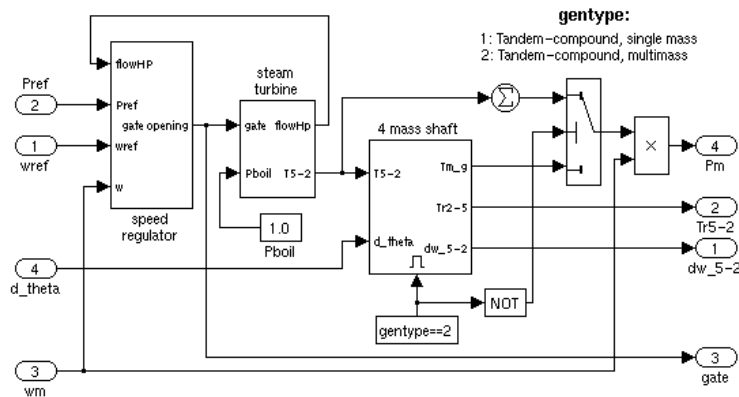 gentype:
1: Tandem-compound, single mass
2: Tandem-compound, multimass
flowHP
Pref
2
Pref
gate opening
1
wref
wref
w
speed
regulator
steam
turbine
gate
flowHp
Pboil
T5-2
1.0
Pboil
4 mass shaft
T5-2
Tm_g
Tr2-5
d_theta
dw_5-2
Σ
×
4
Pm
2
Tr5-2
1
dw_5-2
4
d_theta
NOT
gentype==2
3
gate
3
wm